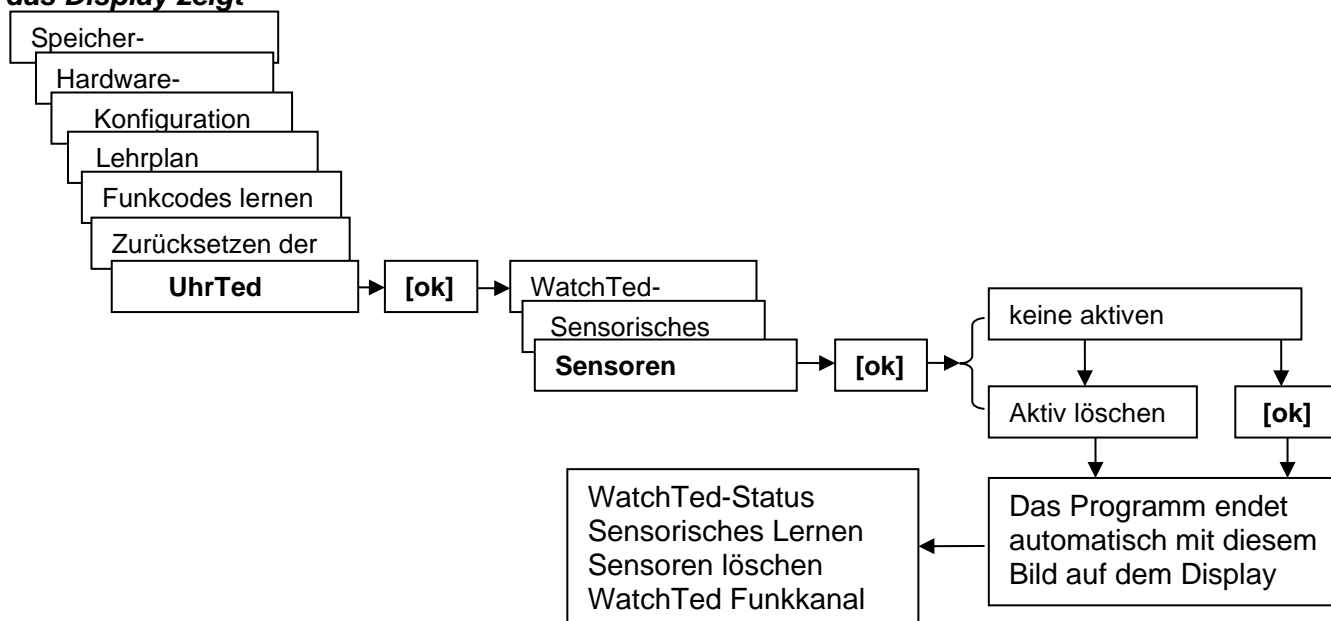 das Display zeigt
Speicher-
Hardware-
Konfiguration
Lehrplan
Funkcodes lernen
Zurücksetzen der
UhrTed
[ok]
WatchTed-
Sensorisches
Sensoren
[ok]
keine aktiven
Aktiv löschen
[ok]
Das Programm endet
automatisch mit diesem
Bild auf dem Display
WatchTed-Status
Sensorisches Lernen
Sensoren löschen
WatchTed Funkkanal